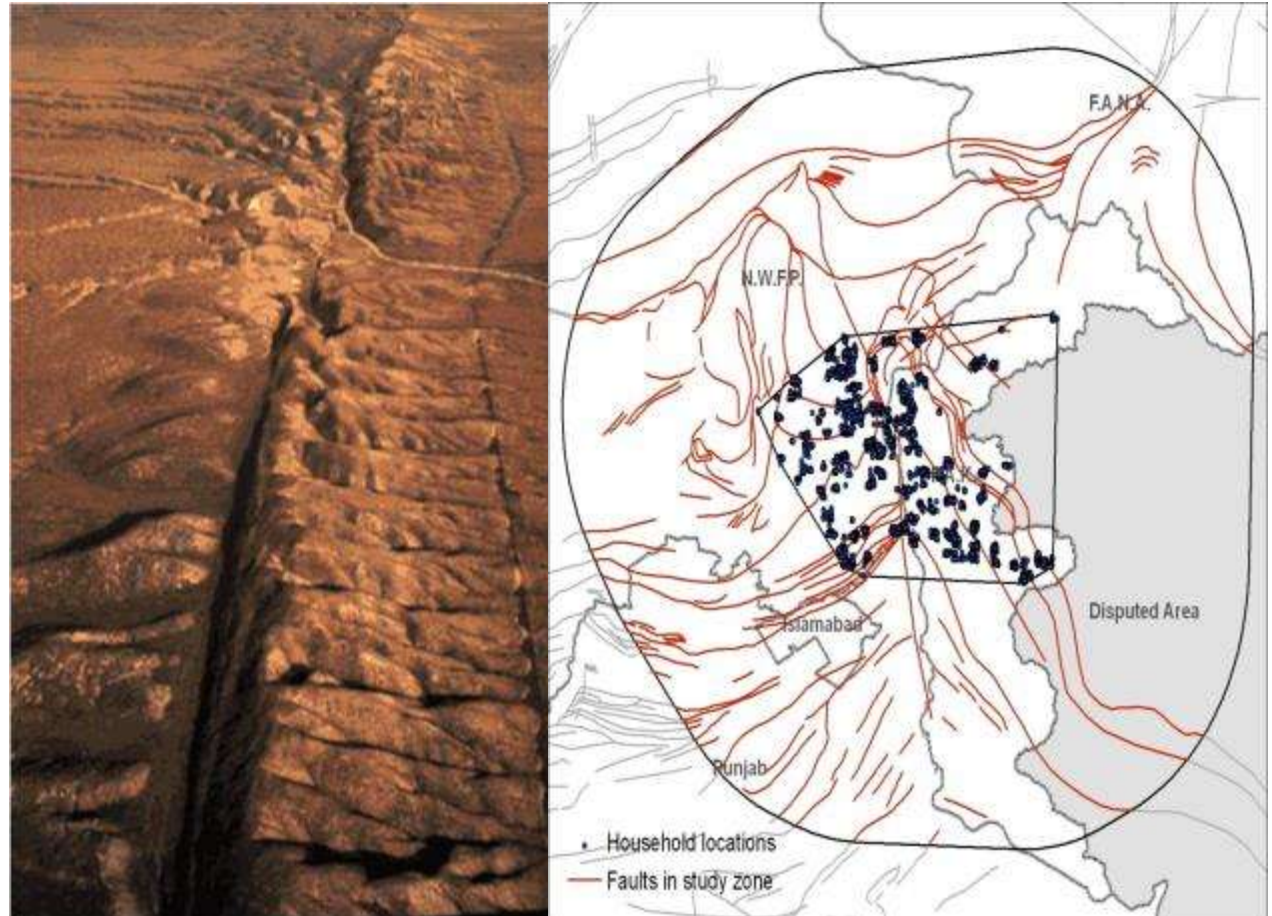 F.A.N.A.
N.W.F.P.
Islamabad
Disputed Area
Punjab
Household locations
Faults in study zone